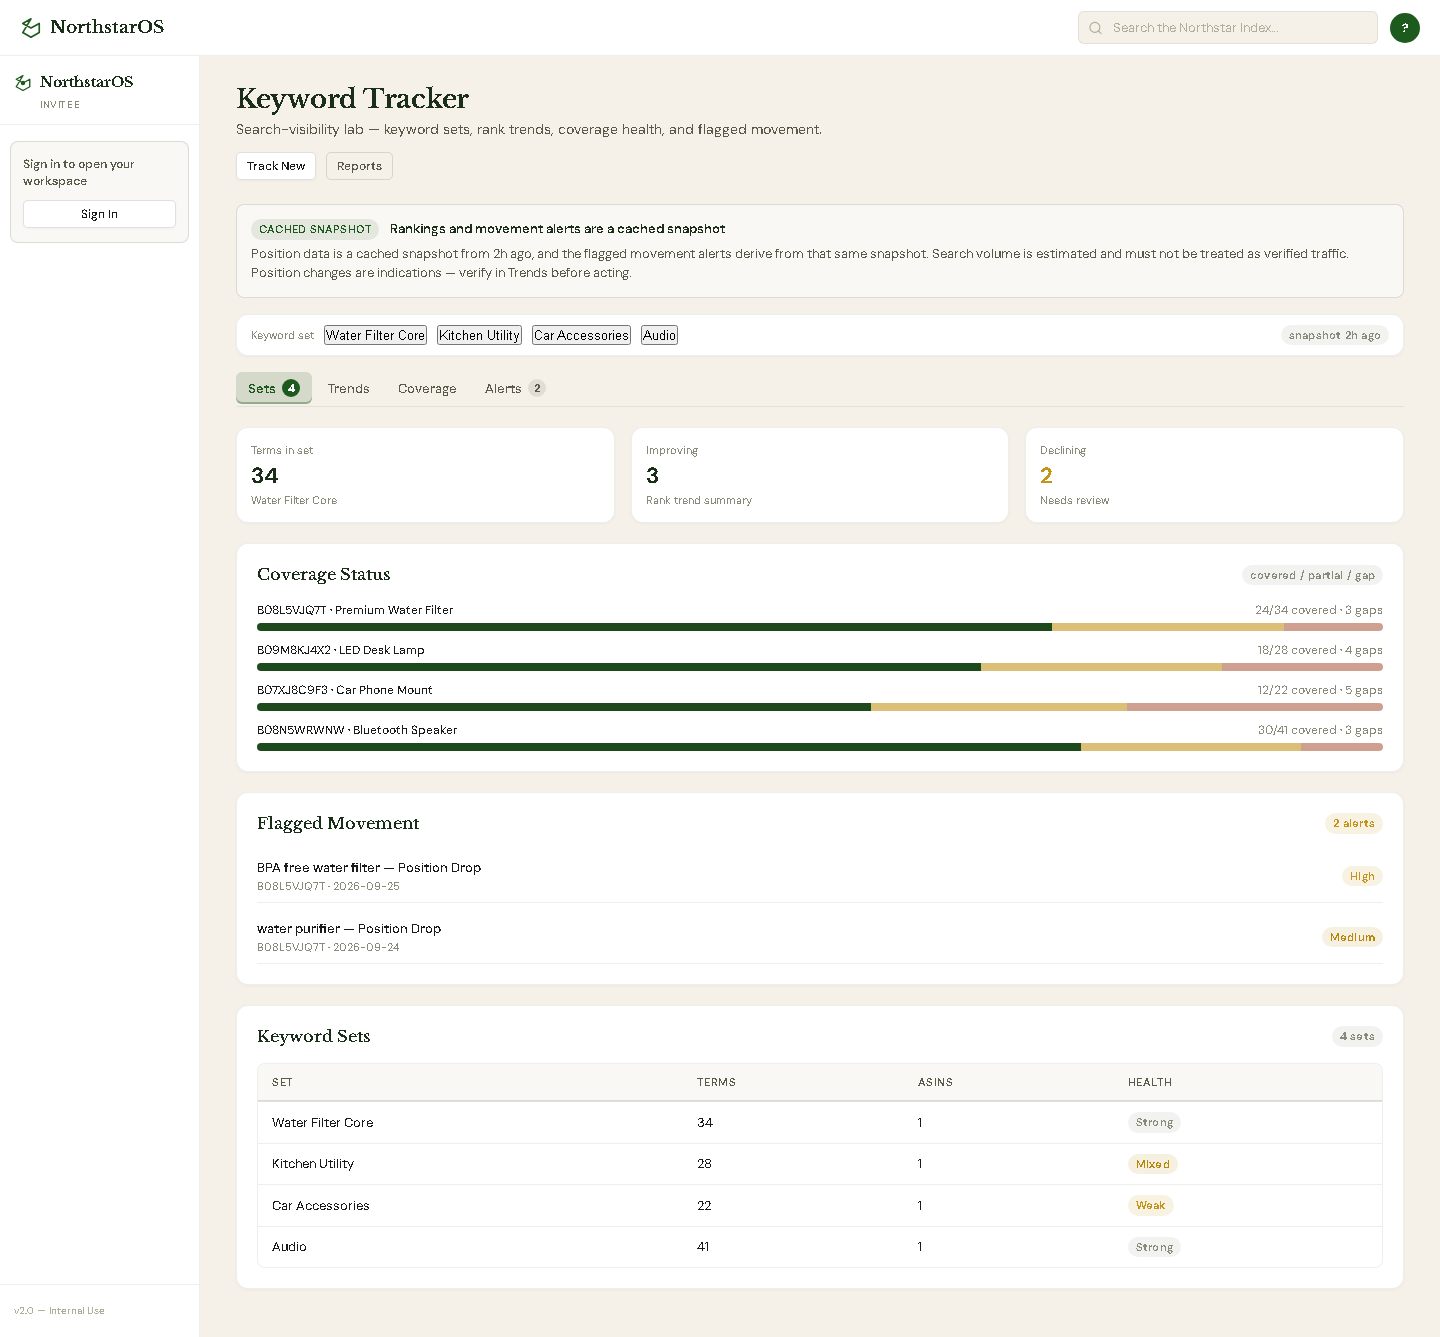 NorthstarOS
Search the Northstar Index...
?
NorthstarOS
INVITEE
Sign in to open your
workspace
Sign In
Keyword Tracker
Search-visibility lab — keyword sets, rank trends, coverage health, and flagged movement.
Track New
Reports
CACHED SNAPSHOT Rankings and movement alerts are a cached snapshot
Position data is a cached snapshot from 2h ago, and the flagged movement alerts derive from that same snapshot. Search volume is estimated and must not be treated as verified traffic.
Position changes are indications — verify in Trends before acting.
Keyword set Water Filter Core Kitchen Utility Car Accessories Audio snapshot 2h ago
Sets 4 Trends Coverage Alerts 2
Terms in set
34
Water Filter Core
Improving
3
Rank trend summary
Declining
2
Needs review
Coverage Status covered / partial / gap
B08L5VJQ7T · Premium Water Filter 24/34 covered · 3 gaps
B09M8KJ4X2 · LED Desk Lamp 18/28 covered · 4 gaps
B07XJ8C9F3 · Car Phone Mount 12/22 covered · 5 gaps
B08N5WRWNW · Bluetooth Speaker 30/41 covered · 3 gaps
Flagged Movement 2 alerts
BPA free water filter — Position Drop
B08L5VJQ7T · 2026-09-25
High
water purifier — Position Drop
B08L5VJQ7T · 2026-09-24
Medium
Keyword Sets 4 sets
SET TERMS ASINS HEALTH
Water Filter Core 34 1 Strong
Kitchen Utility 28 1 Mixed
Car Accessories 22 1 Weak
Audio 41 1 Strong
v2.0 — Internal Use